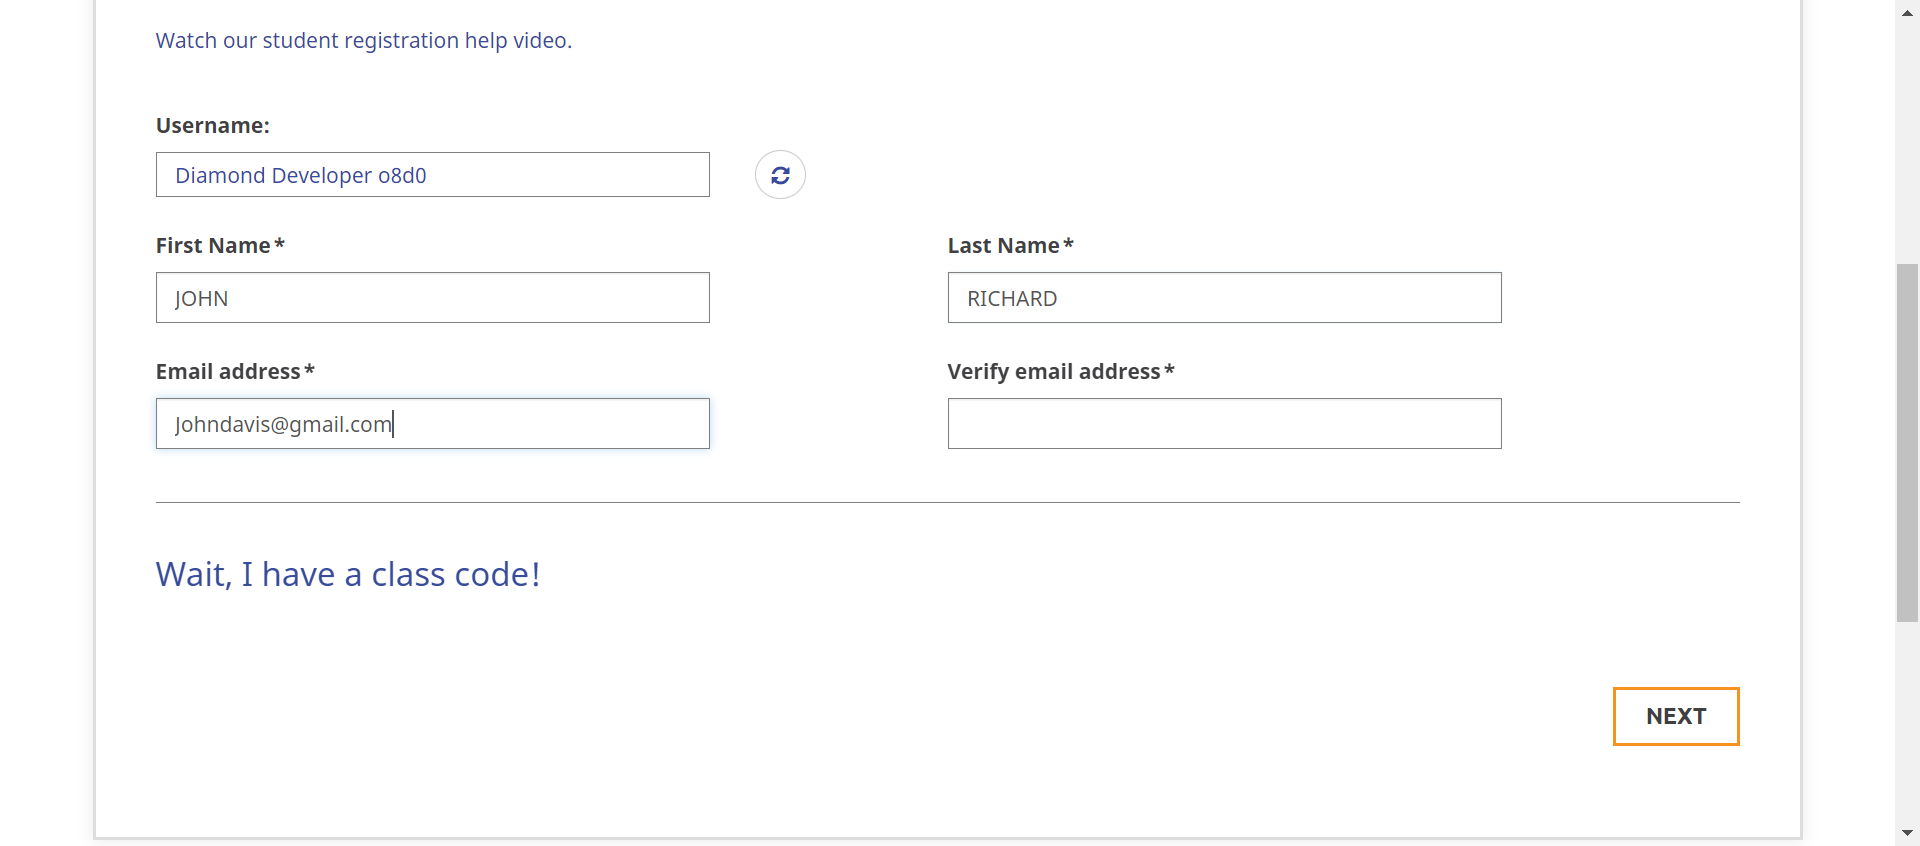 Watch our student registration help video.
Username:
Diamond Developer o8d0
First Name*
Last Name*
JOHN
RICHARD
Email address*
Verify email address*
Johndavis@gmail.com
Wait, I have a class code!
NEXT